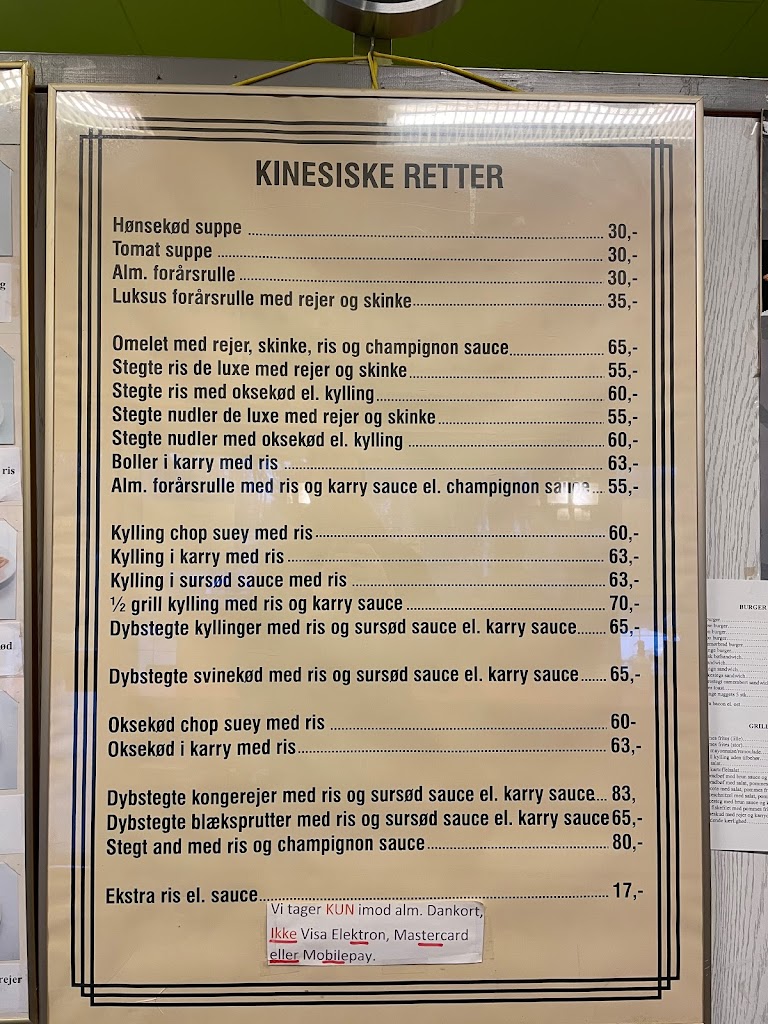 KINESISKE RETTER
Hønsekød suppe 30,-
Tomat suppe 30,-
Alm. forårsrulle 30,-
Luksus forårsrulle med rejer og skinke 35,-
Omelet med rejer, skinke, ris og champignon sauce 65,-
Stegte ris de luxe med rejer og skinke 55,-
Stegte ris med oksekød el. kylling 60,-
Stegte nudler de luxe med rejer og skinke 55,-
Stegte nudler med oksekød el. kylling 60,-
Boller i karry med ris 63,-
Alm. forårsrulle med ris og karry sauce el. champignon sauce 55,-
Kylling chop suey med ris 60,-
Kylling i karry med ris 63,-
Kylling i sursød sauce med ris 63,-
½ grill kylling med ris og karry sauce 70,-
Dybstegte kyllinger med ris og sursød sauce el. karry sauce 65,-
Dybstegte svinekød med ris og sursød sauce el. karry sauce 65,-
Oksekød chop suey med ris 60-
Oksekød i karry med ris 63,-
Dybstegte kongerejer med ris og sursød sauce el. karry sauce 83,
Dybstegte blæksprutter med ris og sursød sauce el. karry sauce 65,-
Stegt and med ris og champignon sauce 80,-
Ekstra ris el. sauce 17,-
Vi tager KUN imod alm. Dankort,
Ikke Visa Elektron, Mastercard
eller Mobilepay.
ris
rejer
BURGER